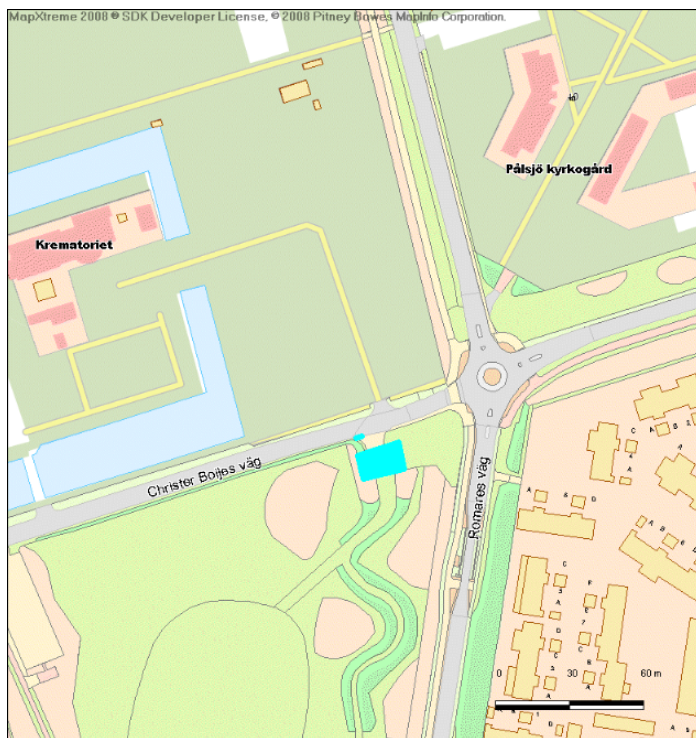 MapXtreme 2008 ® SDK Developer License, © 2008 Pitney Bowes MapInfo Corporation.
Pålsjö kyrkogård
Krematoriet
Christer Boijes väg
Romares väg
0 30 60 m